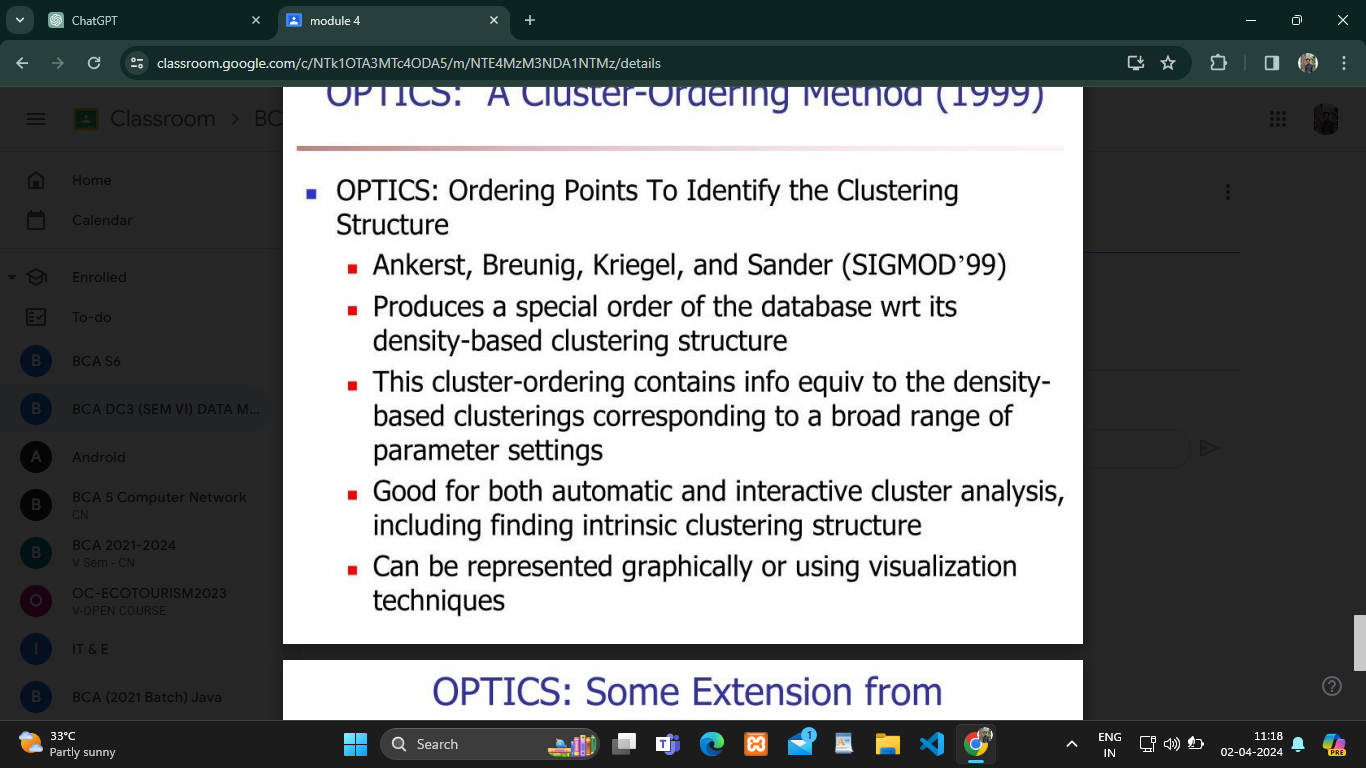 ChatGPT
module 4
classroom.google.com/c/NTk1OTA3MTc4ODA5/m/NTE4MzM3NDA1NTMz/details
Classroom > BC
Home
Calendar
Enrolled
To-do
B BCA S6
B BCA DC3 (SEM VI) DATA M...
A Android
B BCA 5 Computer Network
CN
B BCA 2021-2024
V Sem - CN
O OC-ECOTOURISM2023
V-OPEN COURSE
I IT & E
B BCA (2021 Batch) Java
OPTICS: A Cluster-Ordering Method (1999)
OPTICS: Ordering Points To Identify the Clustering
Structure
Ankerst, Breunig, Kriegel, and Sander (SIGMOD’99)
Produces a special order of the database wrt its
density-based clustering structure
This cluster-ordering contains info equiv to the density-
based clusterings corresponding to a broad range of
parameter settings
Good for both automatic and interactive cluster analysis,
including finding intrinsic clustering structure
Can be represented graphically or using visualization
techniques
OPTICS: Some Extension from
33°C
Partly sunny
Search
1
ENG
IN
11:18
02-04-2024
PRE